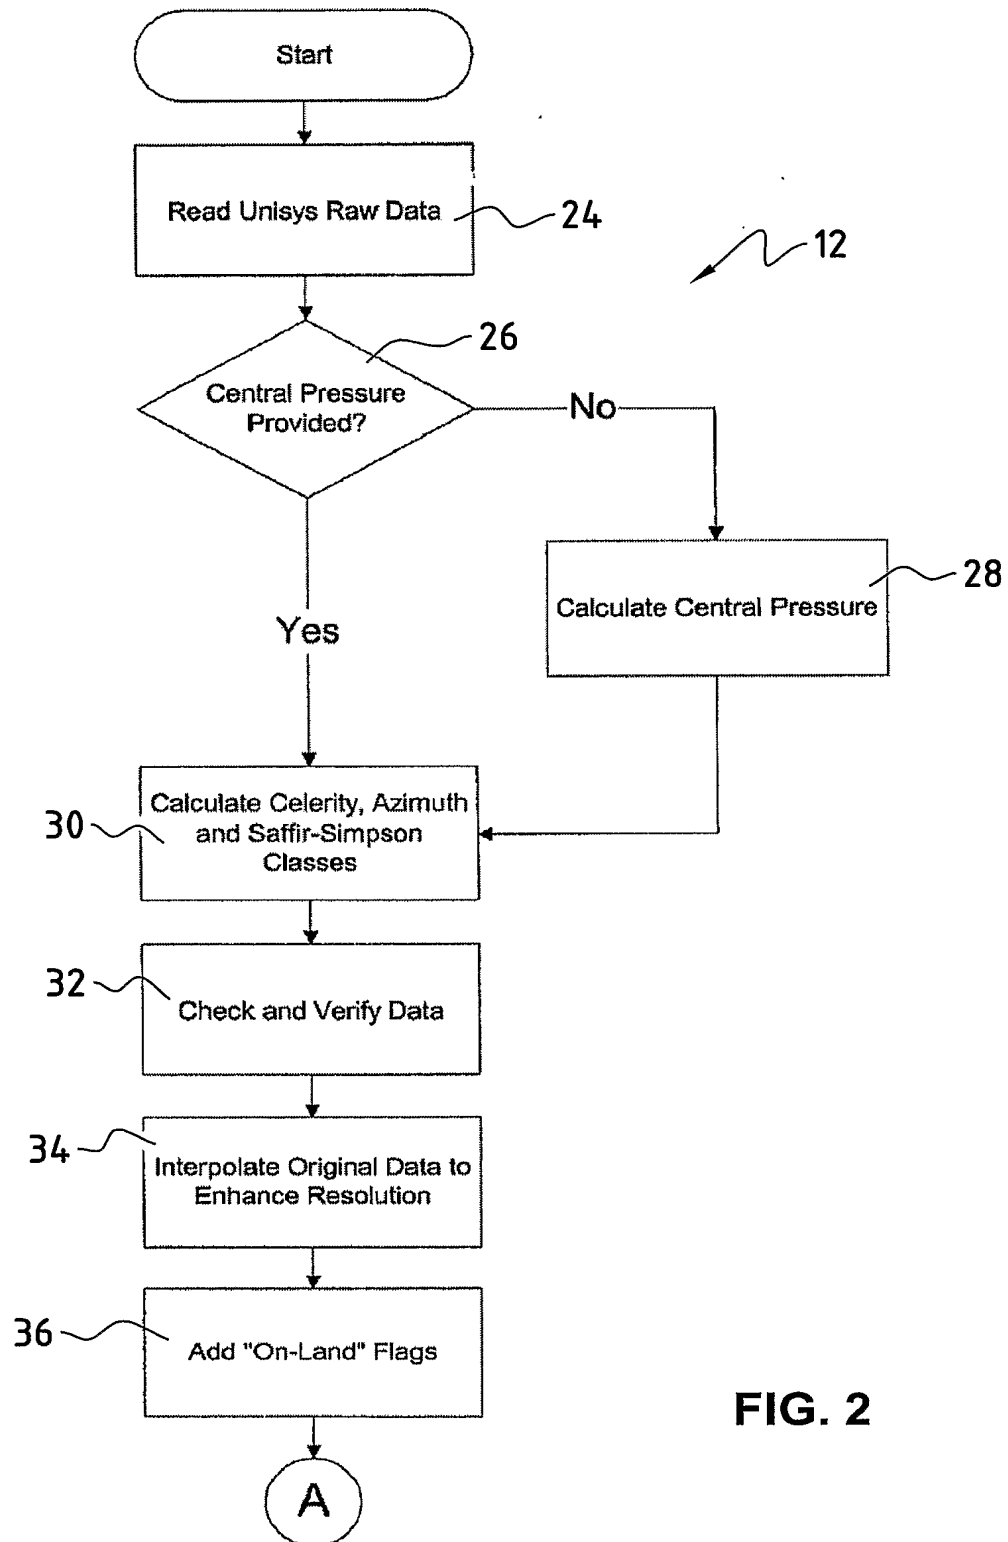 Start
Read Unisys Raw Data
24
12
26
Central Pressure
Provided?
No
28
Calculate Central Pressure
Yes
30
Calculate Celerity, Azimuth
and Saffir-Simpson
Classes
32
Check and Verify Data
34
Interpolate Original Data to
Enhance Resolution
36
Add "On-Land" Flags
FIG. 2
A